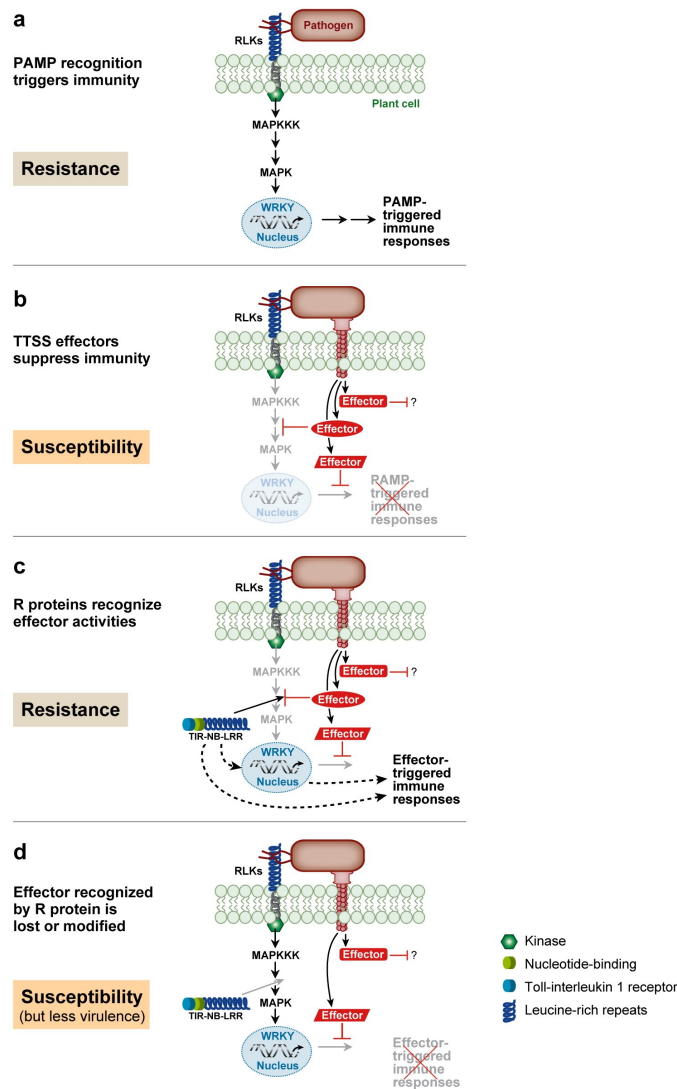 a
PAMP recognition
triggers immunity
Resistance
RLKs
Pathogen
Plant cell
MAPKKK
MAPK
WRKY
Nucleus
PAMP-
triggered
immune
responses
b
TTSS effectors
suppress immunity
Susceptibility
RLKs
MAPKKK
Effector
?
Effector
MAPK
Effector
WRKY
Nucleus
PAMP-
triggered
immune
responses
c
R proteins recognize
effector activities
Resistance
RLKs
MAPKKK
Effector
?
Effector
MAPK
TIR-NB-LRR
Effector
WRKY
Nucleus
Effector-
triggered
immune
responses
d
Effector recognized
by R protein is
lost or modified
Susceptibility
(but less virulence)
RLKs
MAPKKK
Effector
?
MAPK
TIR-NB-LRR
Effector
WRKY
Nucleus
Effector-
triggered
immune
responses
Kinase
Nucleotide-binding
Toll-interleukin 1 receptor
Leucine-rich repeats